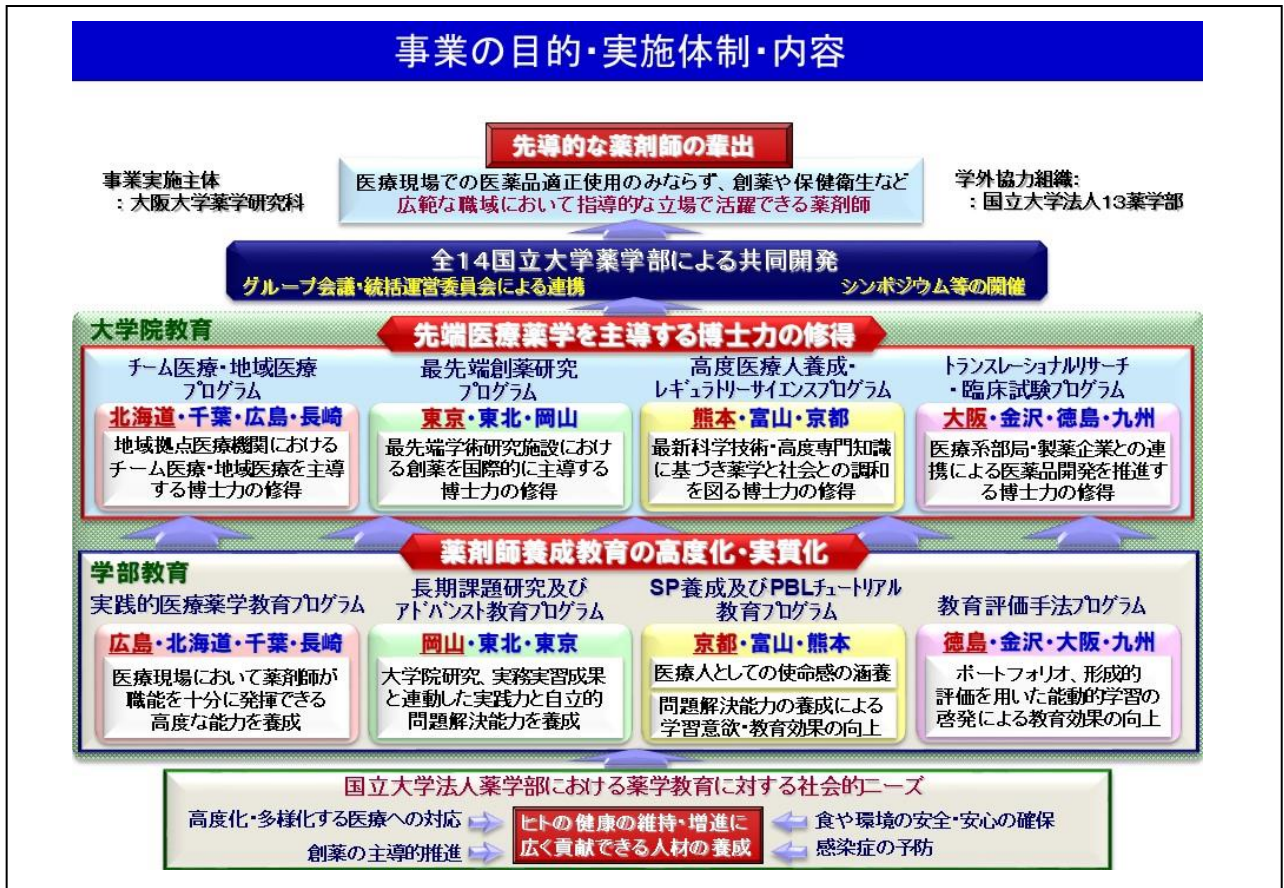 事業の目的・実施体制・内容
先導的な薬剤師の輩出
事業実施主体
：大阪大学薬学研究科
医療現場での医薬品適正使用のみならず、創薬や保健衛生など
広範な職域において指導的な立場で活躍できる薬剤師
学外協力組織:
：国立大学法人13薬学部
全14国立大学薬学部による共同開発
グループ会議・統括運営委員会による連携
シンポジウム等の開催
大学院教育
先端医療薬学を主導する博士力の修得
チーム医療・地域医療
プログラム
北海道・千葉・広島・長崎
地域拠点医療機関における
チーム医療・地域医療を主導
する博士力の修得
最先端創薬研究
プログラム
東京・東北・岡山
最先端学術研究施設におけ
る創薬を国際的に主導する
博士力の修得
高度医療人養成・
レギュラトリーサイエンスプログラム
熊本・富山・京都
最新科学技術・高度専門知識
に基づき薬学と社会との調和
を図る博士力の修得
トランスレーショナルリサーチ
・臨床試験プログラム
大阪・金沢・徳島・九州
医療系部局・製薬企業との連
携による医薬品開発を推進す
る博士力の修得
薬剤師養成教育の高度化・実質化
学部教育
実践的医療薬学教育プログラム
広島・北海道・千葉・長崎
医療現場において薬剤師が
職能を十分に発揮できる
高度な能力を養成
長期課題研究及び
アドバンスト教育プログラム
岡山・東北・東京
大学院研究、実務実習成果
と連動した実践力と自立的
問題解決能力を養成
SP養成及びPBLチュートリアル
教育プログラム
京都・富山・熊本
医療人としての使命感の涵養
問題解決能力の養成による
学習意欲・教育効果の向上
教育評価手法プログラム
徳島・金沢・大阪・九州
ポートフォリオ、形成的
評価を用いた能動的学習の
啓発による教育効果の向上
国立大学法人薬学部における薬学教育に対する社会的ニーズ
高度化・多様化する医療への対応
創薬の主導的推進
ヒトの健康の維持・増進に
広く貢献できる人材の養成
食や環境の安全・安心の確保
感染症の予防